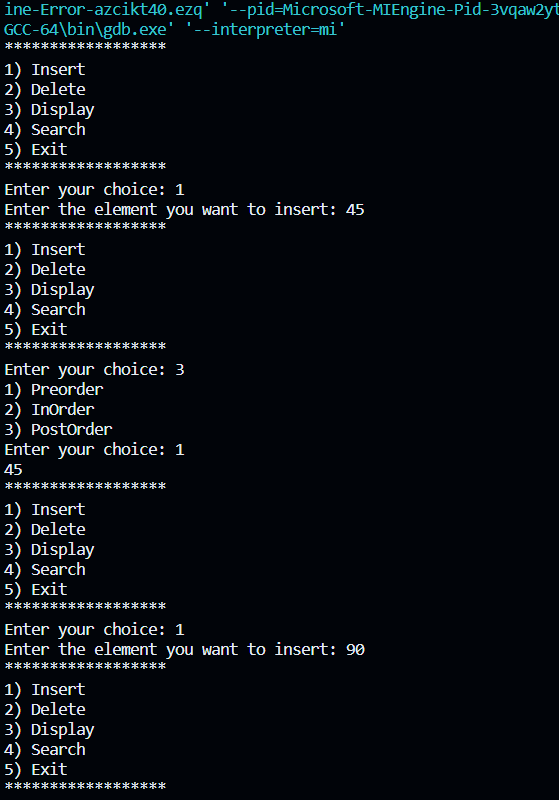 ine-Error-azcikt40.ezq' '--pid=Microsoft-MIEngine-Pid-3vqaw2yt
GCC-64\bin\gdb.exe' '--interpreter=mi'
******************
1) Insert
2) Delete
3) Display
4) Search
5) Exit
******************
Enter your choice: 1
Enter the element you want to insert: 45
******************
1) Insert
2) Delete
3) Display
4) Search
5) Exit
******************
Enter your choice: 3
1) Preorder
2) InOrder
3) PostOrder
Enter your choice: 1
45
******************
1) Insert
2) Delete
3) Display
4) Search
5) Exit
******************
Enter your choice: 1
Enter the element you want to insert: 90
******************
1) Insert
2) Delete
3) Display
4) Search
5) Exit
******************